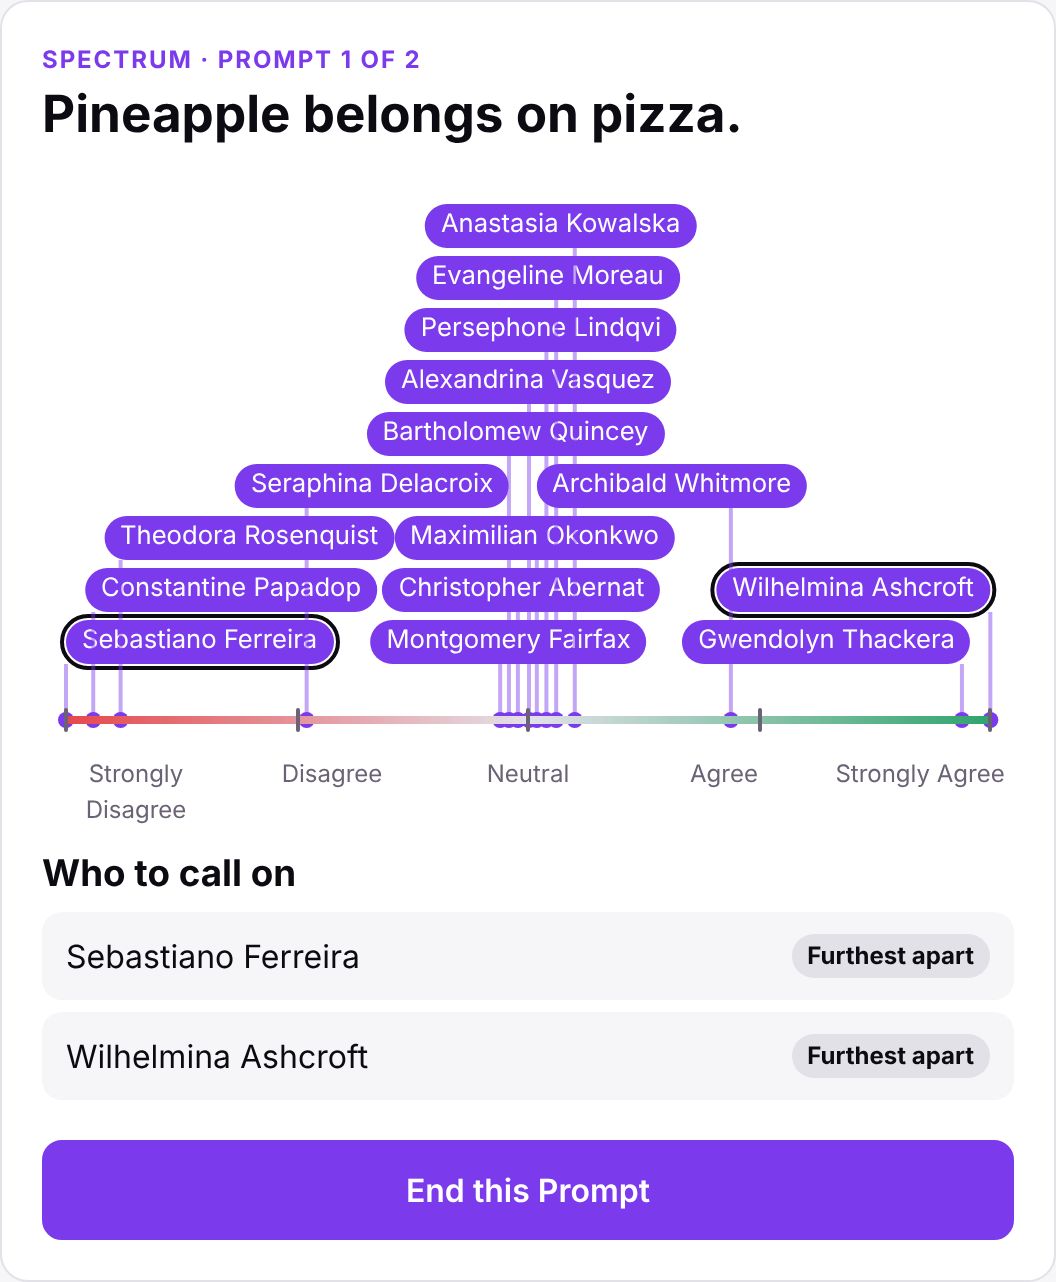 SPECTRUM · PROMPT 1 OF 2
Pineapple belongs on pizza.
Anastasia Kowalska
Evangeline Moreau
Persephone Lindqvi
Alexandrina Vasquez
Bartholomew Quincey
Seraphina Delacroix
Archibald Whitmore
Theodora Rosenquist
Maximilian Okonkwo
Constantine Papadop
Christopher Abernat
Wilhelmina Ashcroft
Sebastiano Ferreira
Montgomery Fairfax
Gwendolyn Thackera
Strongly
Disagree
Disagree
Neutral
Agree
Strongly Agree
Who to call on
Sebastiano Ferreira
Furthest apart
Wilhelmina Ashcroft
Furthest apart
End this Prompt